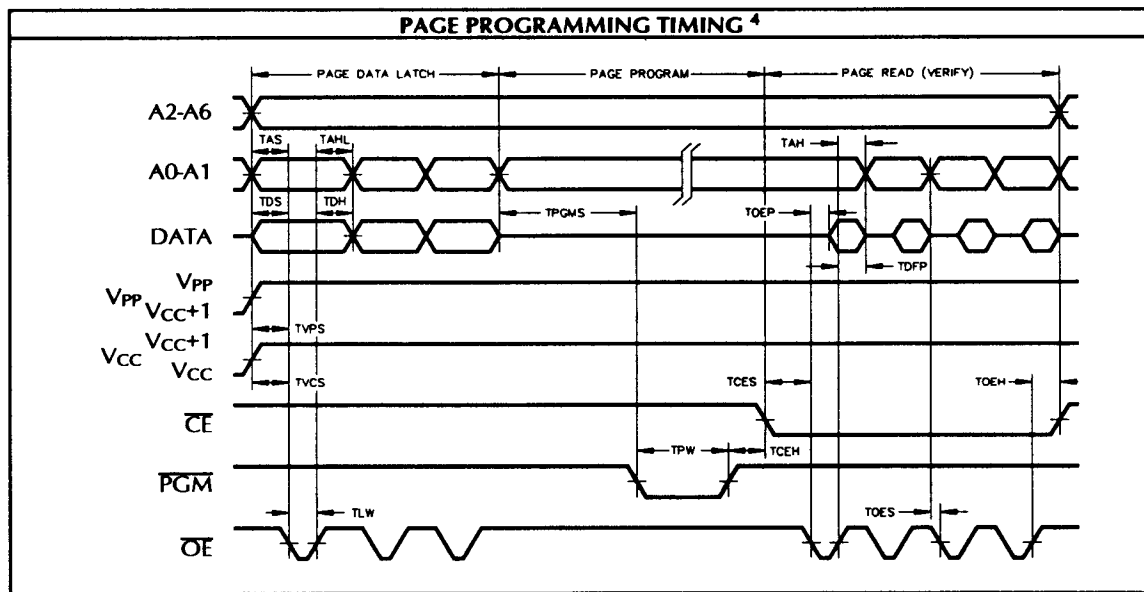 PAGE PROGRAMMING TIMING 4
PAGE DATA LATCH PAGE PROGRAM PAGE READ (VERIFY)
A2-A6
TAS TAHL TAH
A0-A1
TDS TDH TPGMS TOEP
DATA
TDFP
VPP
VPP
VCC+1
TVPS
VCC+1
VCC
VCC
TVCS TCES TOEH
CE
TPW TCEH
PGM
TLW TOES
OE